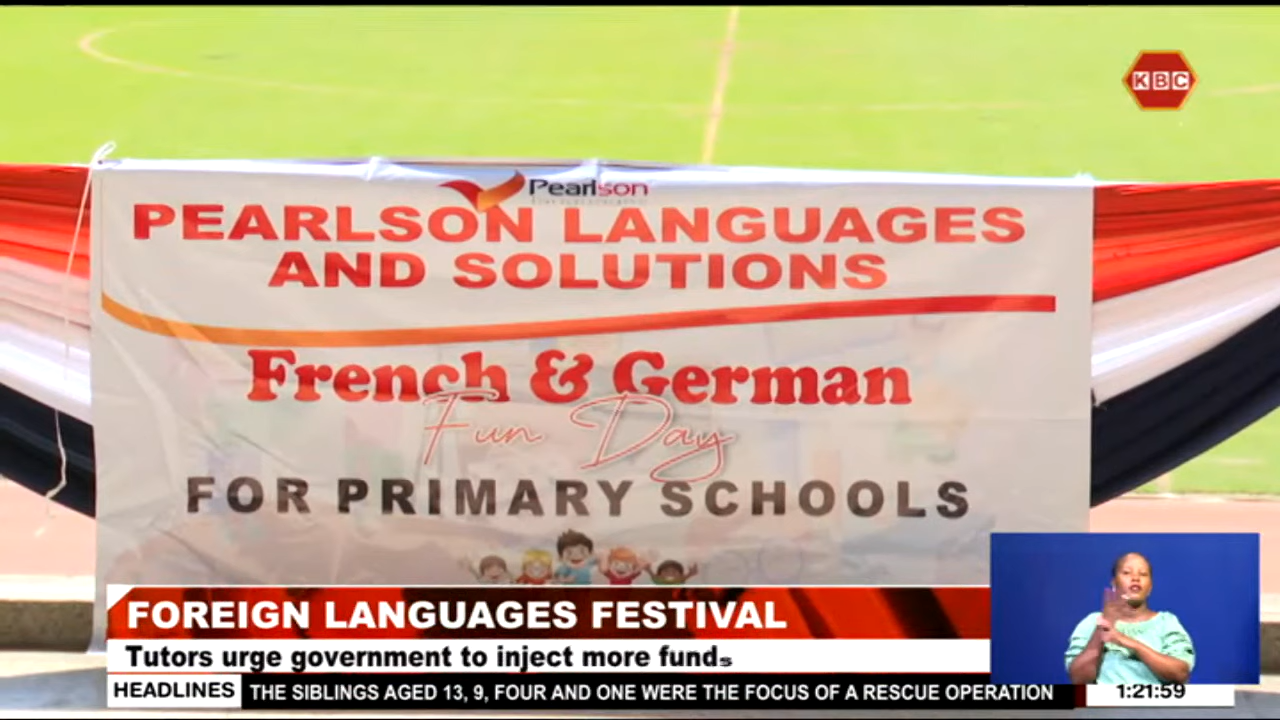 KBC
Pearlson
PEARLSON LANGUAGES
AND SOLUTIONS
French & German
Fun Day
FOR PRIMARY SCHOOLS
FOREIGN LANGUAGES FESTIVAL
Tutors urge government to inject more funds
HEADLINES THE SIBLINGS AGED 13, 9, FOUR AND ONE WERE THE FOCUS OF A RESCUE OPERATION 1:21:59